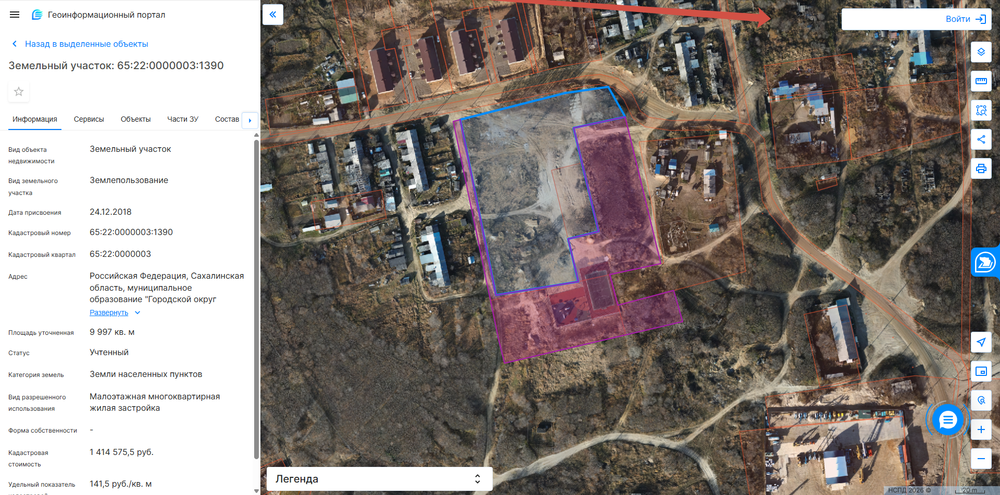 Геоинформационный портал
Назад в выделенные объекты
Земельный участок: 65:22:0000003:1390
Информация
Сервисы
Объекты
Части ЗУ
Состав
Вид объекта
недвижимости
Земельный участок
Вид земельного
участка
Землепользование
Дата присвоения
24.12.2018
Кадастровый номер
65:22:0000003:1390
Кадастровый квартал
65:22:0000003
Адрес
Российская Федерация, Сахалинская
область, муниципальное
образование "Городской округ
Развернуть
Площадь уточненная
9 997 кв. м
Статус
Учтенный
Категория земель
Земли населенных пунктов
Вид разрешенного
использования
Малоэтажная многоквартирная
жилая застройка
Форма собственности
-
Кадастровая
стоимость
1 414 575,5 руб.
Удельный показатель
141,5 руб./кв. м
Войти
Легенда
НСПД 2026 ©
20 m